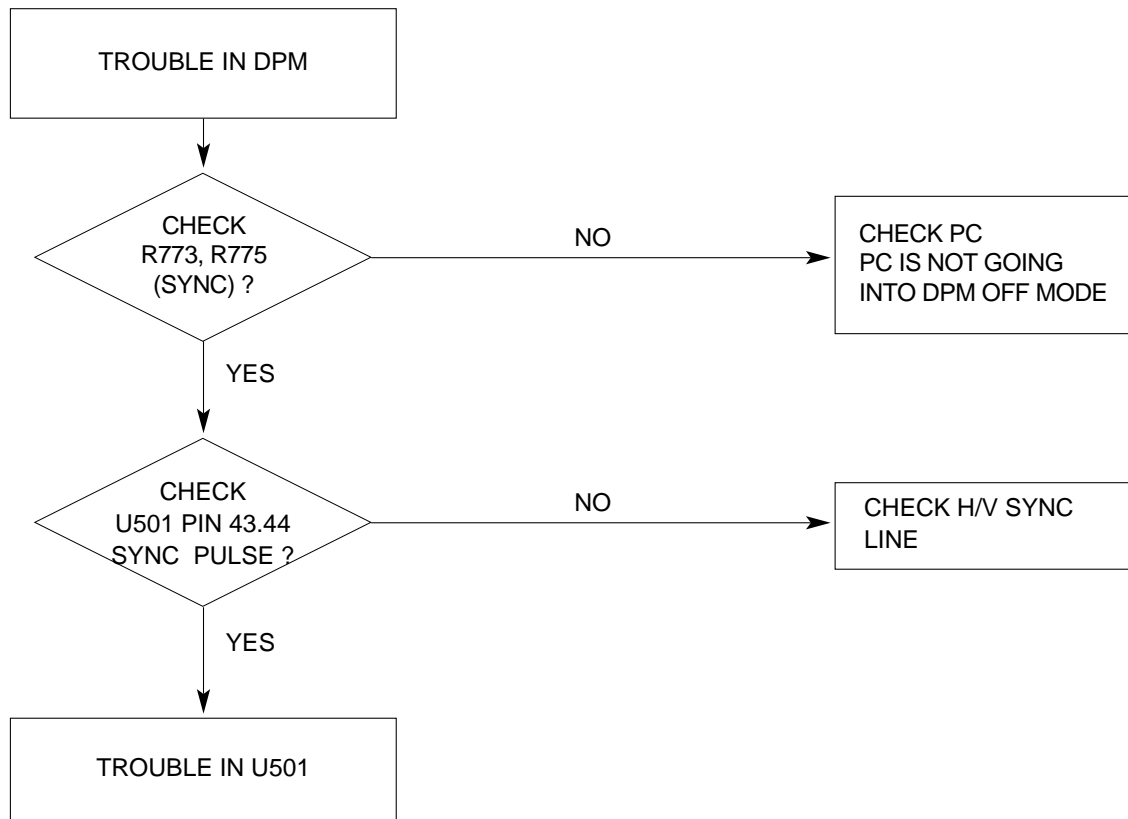 TROUBLE IN DPM
CHECK
R773, R775
(SYNC) ?
NO
CHECK PC
PC IS NOT GOING
INTO DPM OFF MODE
YES
CHECK
U501 PIN 43.44
SYNC PULSE ?
NO
CHECK H/V SYNC
LINE
YES
TROUBLE IN U501